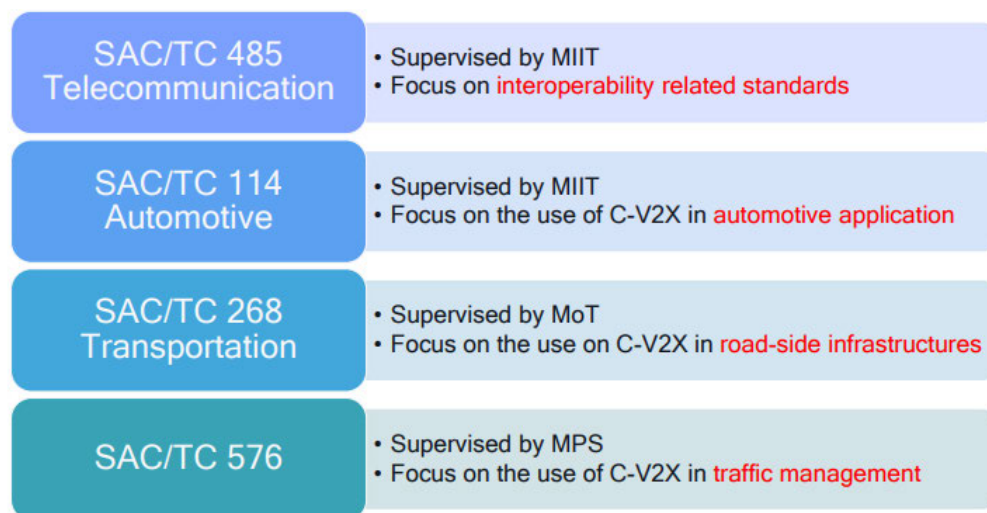 SAC/TC 485
Telecommunication
• Supervised by MIIT
• Focus on interoperability related standards
SAC/TC 114
Automotive
• Supervised by MIIT
• Focus on the use of C-V2X in automotive application
SAC/TC 268
Transportation
• Supervised by MoT
• Focus on the use on C-V2X in road-side infrastructures
SAC/TC 576
• Supervised by MPS
• Focus on the use of C-V2X in traffic management